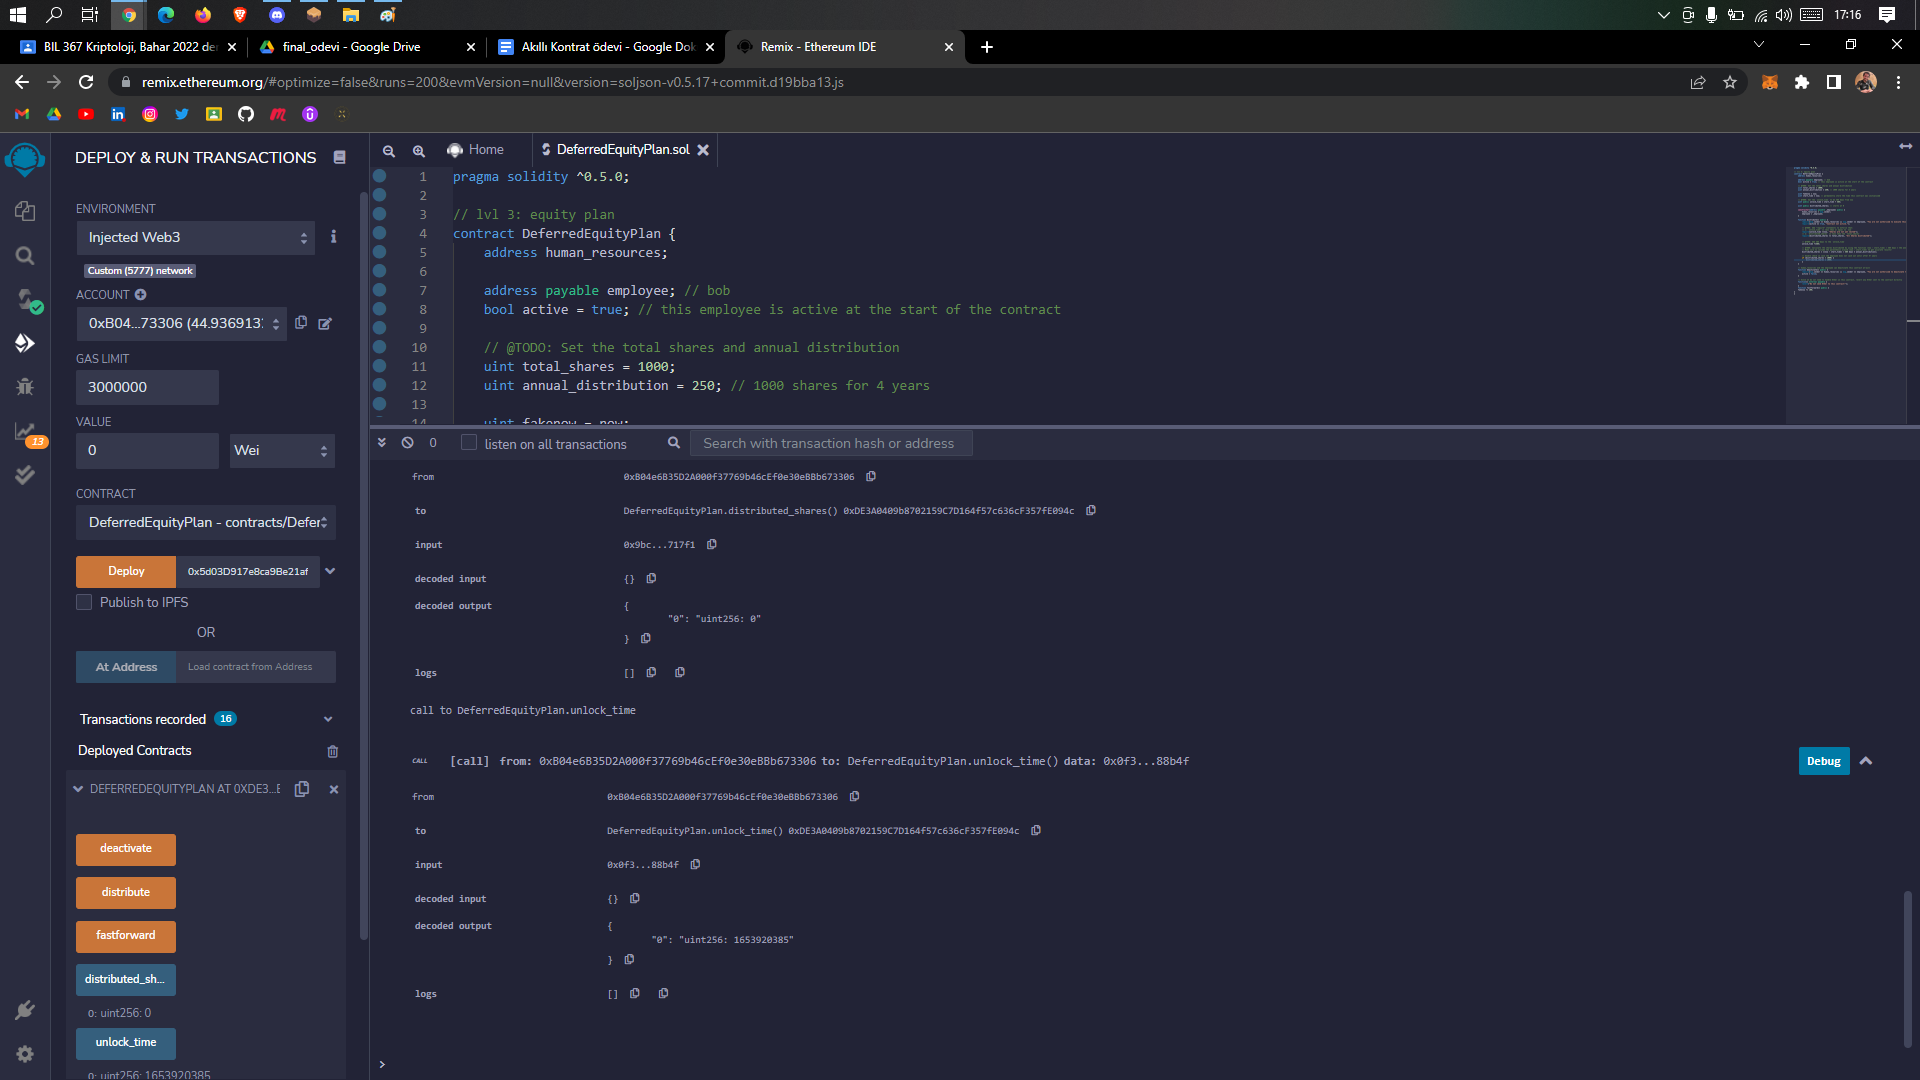 17:16
BIL 367 Kriptoloji, Bahar 2022 de
final_odevi - Google Drive
Akıllı Kontrat ödevi - Google Dok
Remix - Ethereum IDE
remix.ethereum.org/#optimize=false&runs=200&evmVersion=null&version=soljson-v0.5.17+commit.d19bba13.js
DEPLOY & RUN TRANSACTIONS
ENVIRONMENT
Injected Web3
Custom (5777) network
ACCOUNT
0xB04...73306 (44.936913
GAS LIMIT
3000000
VALUE
0
Wei
CONTRACT
DeferredEquityPlan - contracts/Defer
Deploy
0x5d03D917e8ca9Be21af
Publish to IPFS
OR
At Address
Load contract from Address
Transactions recorded 16
Deployed Contracts
DEFERREDEQUITYPLAN AT 0XDE3...E
deactivate
distribute
fastforward
distributed_sh...
0: uint256: 0
unlock_time
0: uint256: 1653920385
13
Home
DeferredEquityPlan.sol
1 pragma solidity ^0.5.0;
2
3 // lvl 3: equity plan
4 contract DeferredEquityPlan {
5 address human_resources;
6
7 address payable employee; // bob
8 bool active = true; // this employee is active at the start of the contract
9
10 // @TODO: Set the total shares and annual distribution
11 uint total_shares = 1000;
12 uint annual_distribution = 250; // 1000 shares for 4 years
13
14 uint fakenow = now;
0
listen on all transactions
Search with transaction hash or address
from 0xB04e6B35D2A000f37769b46cEf0e30eBBb673306
to DeferredEquityPlan.distributed_shares() 0xDE3A0409b8702159C7D164f57c636cF357fE094c
input 0x9bc...717f1
decoded input {}
decoded output {
"0": "uint256: 0"
}
logs []
call to DeferredEquityPlan.unlock_time
CALL [call] from: 0xB04e6B35D2A000f37769b46cEf0e30eBBb673306 to: DeferredEquityPlan.unlock_time() data: 0x0f3...88b4f
Debug
from 0xB04e6B35D2A000f37769b46cEf0e30eBBb673306
to DeferredEquityPlan.unlock_time() 0xDE3A0409b8702159C7D164f57c636cF357fE094c
input 0x0f3...88b4f
decoded input {}
decoded output {
"0": "uint256: 1653920385"
}
logs []
>